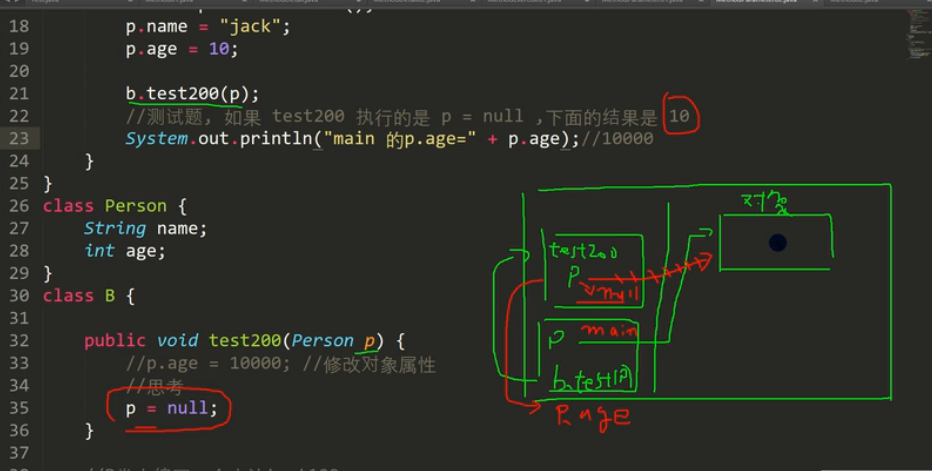 18 p.name = "jack";
19 p.age = 10;
20
21 b.test200(p);
22 //测试题, 如果 test200 执行的是 p = null ,下面的结果是 10
23 System.out.println("main 的p.age=" + p.age);//10000
24 }
25 }
26 class Person {
27 String name;
28 int age;
29 }
30 class B {
31
32 public void test200(Person p) {
33 //p.age = 10000; //修改对象属性
34 //思考
35 p = null;
36 }
37
test200
p
null
main
p
b.test(p)
p.age